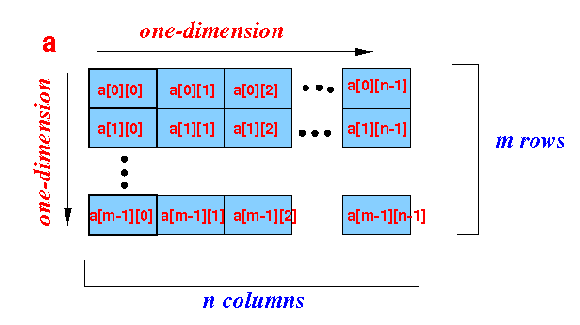 one-dimension
a
a[0][0] a[0][1] a[0][2] a[0][n-1]
a[1][0] a[1][1] a[1][2] a[1][n-1]
one-dimension
m rows
a[m-1][0] a[m-1][1] a[m-1][2] a[m-1][n-1]
n columns